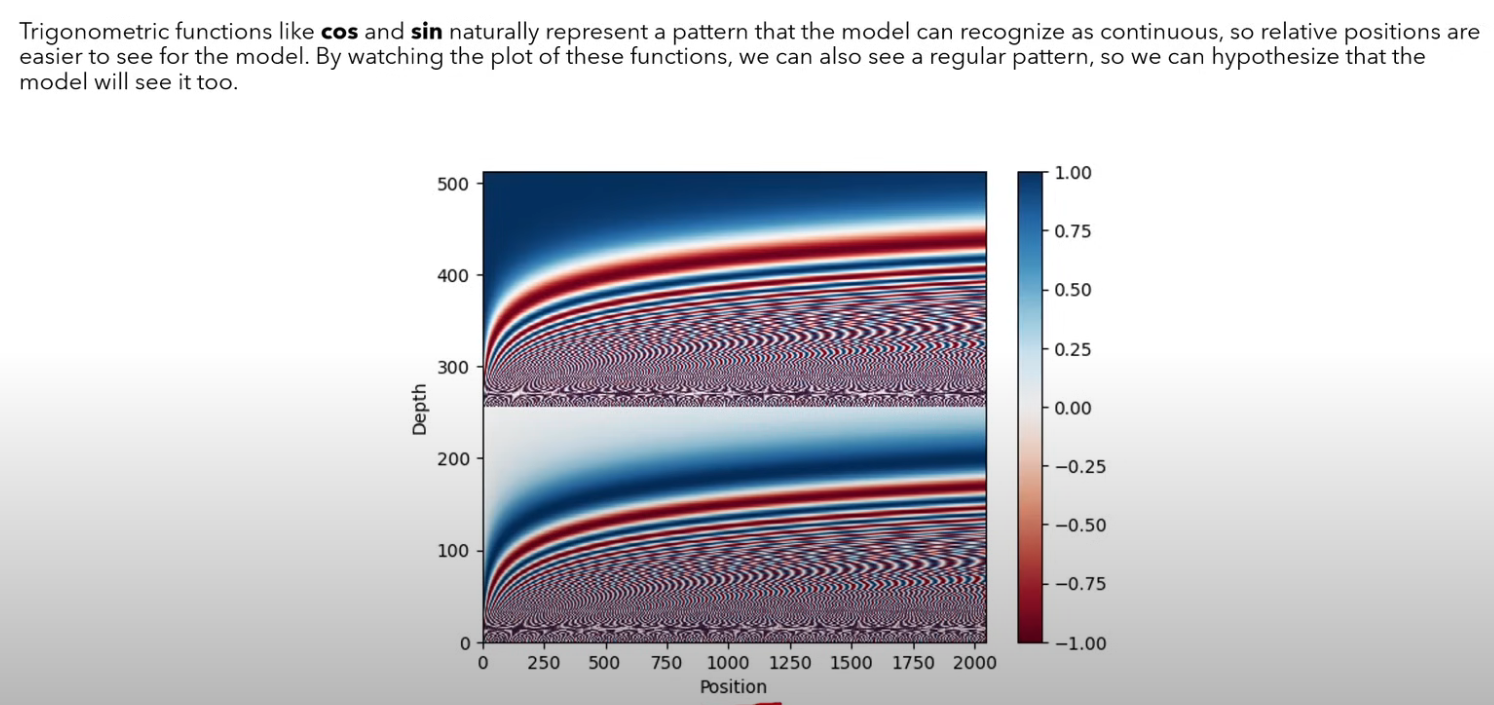 Trigonometric functions like cos and sin naturally represent a pattern that the model can recognize as continuous, so relative positions are
easier to see for the model. By watching the plot of these functions, we can also see a regular pattern, so we can hypothesize that the
model will see it too.
500
400
300
200
100
0
Depth
0 250 500 750 1000 1250 1500 1750 2000
Position
1.00
0.75
0.50
0.25
0.00
−0.25
−0.50
−0.75
−1.00